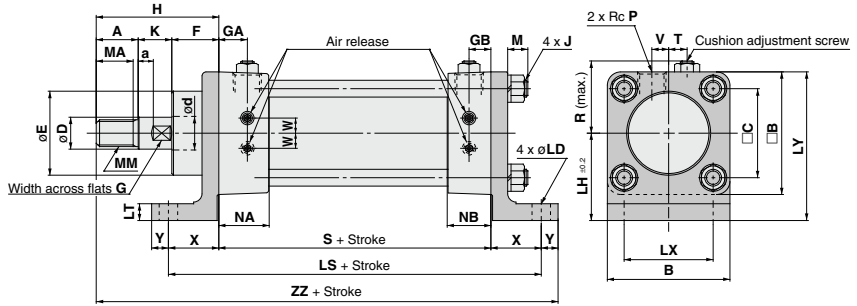 H
A K F GA
MA a
Air release
GB M
4 x J
2 x Rc P
V T
Cushion adjustment screw
øE
øD
ød
W
W
MM
Width across flats G
4 x øLD
R (max.)
LH ±0.2
□C
□B
LY
LT
NA
NB
Y X
S + Stroke
X Y
LX
LS + Stroke
B
ZZ + Stroke